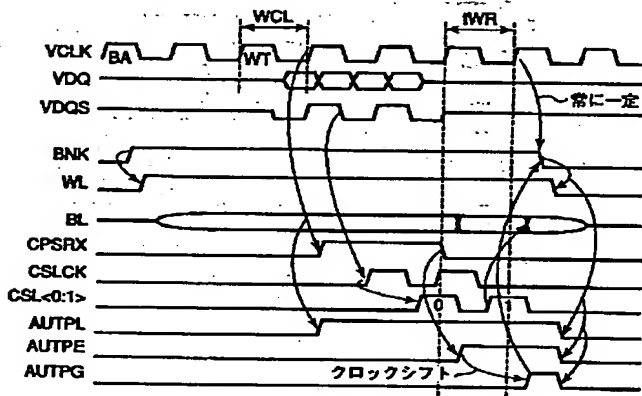 WCL
tWR
VCLK
BA
WT
VDQ
VDQS
常に一定
BNK
WL
BL
CPSRX
CSLCK
CSL<0:1>
0
1
AUTPL
AUTPE
クロックシフト
AUTPG